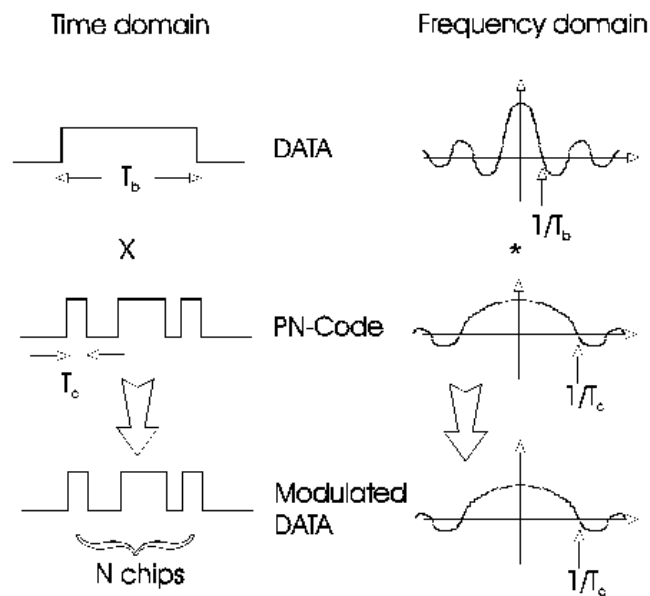 Time domain
Frequency domain
DATA
T_b
1/T_b
X
*
PN-Code
T_c
1/T_c
Modulated
DATA
N chips
1/T_c